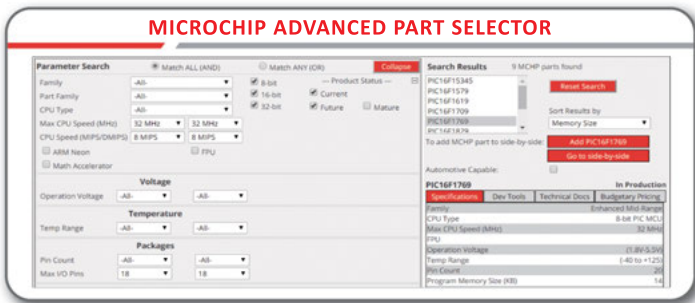 MICROCHIP ADVANCED PART SELECTOR
Parameter Search Match ALL (AND) Match ANY (OR) Collapse
Family -All- 8-bit --- Product Status ---
Part Family -All- 16-bit Current
CPU Type -All- 32-bit Future Mature
Max CPU Speed (MHz) 32 MHz 32 MHz
CPU Speed (MIPS/DMIPS) 8 MIPS 8 MIPS
ARM Neon FPU
Math Accelerator
Voltage
Operation Voltage -All- -All-
Temperature
Temp Range -All- -All-
Packages
Pin Count -All- -All-
Max I/O Pins 18 18
Search Results 9 MCHP parts found
PIC16F15345
PIC16F1579
PIC16F1619
PIC16F1709
PIC16F1769
PIC16F1829
Reset Search
Sort Results by
Memory Size
To add MCHP part to side-by-side: Add PIC16F1769
Go to side-by-side
Automotive Capable:
PIC16F1769 In Production
Specifications Dev Tools Technical Docs Budgetary Pricing
Family Enhanced Mid-Range
CPU Type 8-bit PIC MCU
Max CPU Speed (MHz) 32 MHz
FPU
Operation Voltage (1.8V-5.5V)
Temp Range (-40 to +125)
Pin Count 20
Program Memory Size (KB) 14